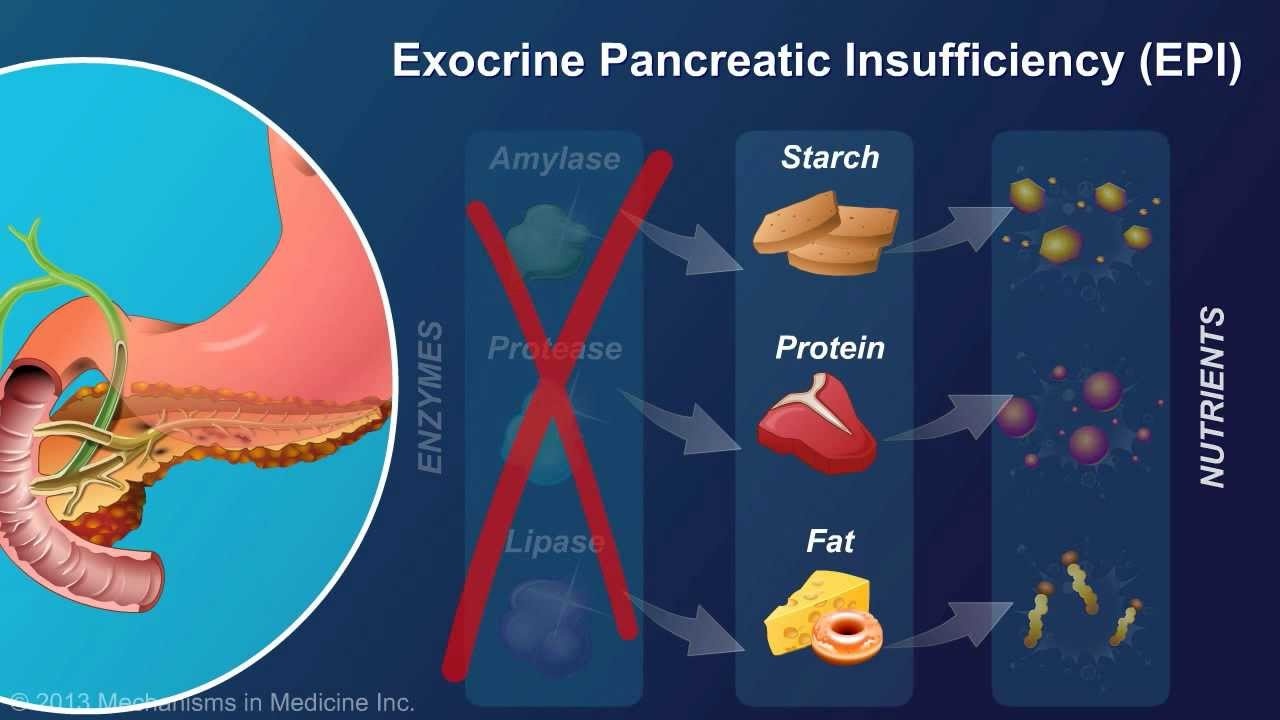 Exocrine Pancreatic Insufficiency (EPI)
ENZYMES
Amylase
Protease
Lipase
Starch
Protein
Fat
NUTRIENTS
© 2013 Mechanisms in Medicine Inc.